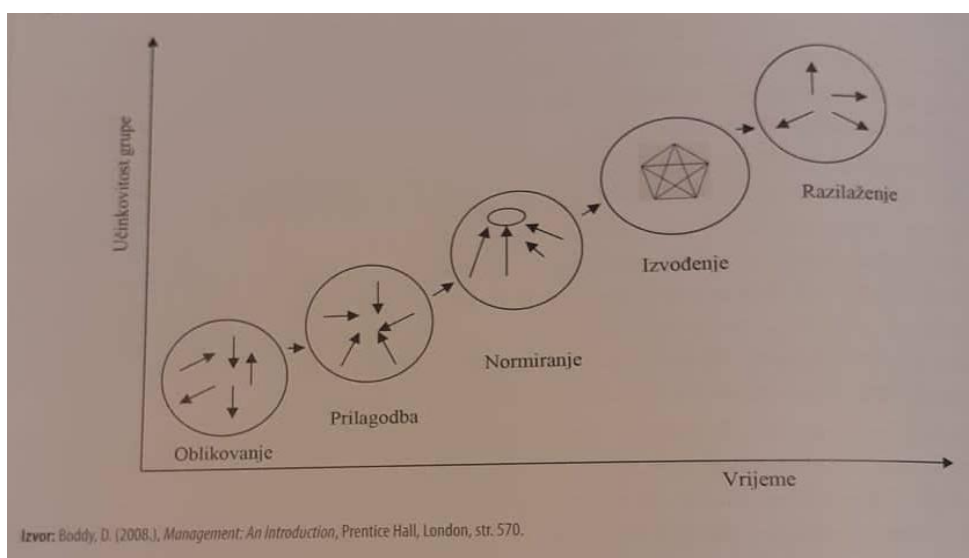 Učinkovitost grupe
Razilaženje
Izvođenje
Normiranje
Prilagodba
Oblikovanje
Vrijeme
Izvor: Boddy, D. (2008.), Management: An Introduction, Prentice Hall, London, str. 570.